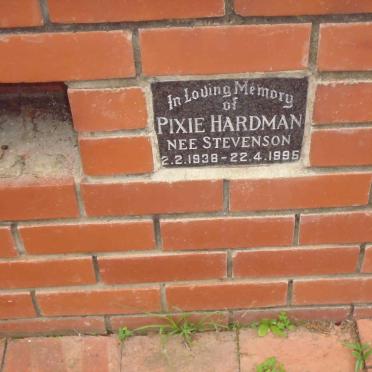 In Loving Memory
of
PIXIE HARDMAN
NEE STEVENSON
2.2.1938 - 22.4.1995